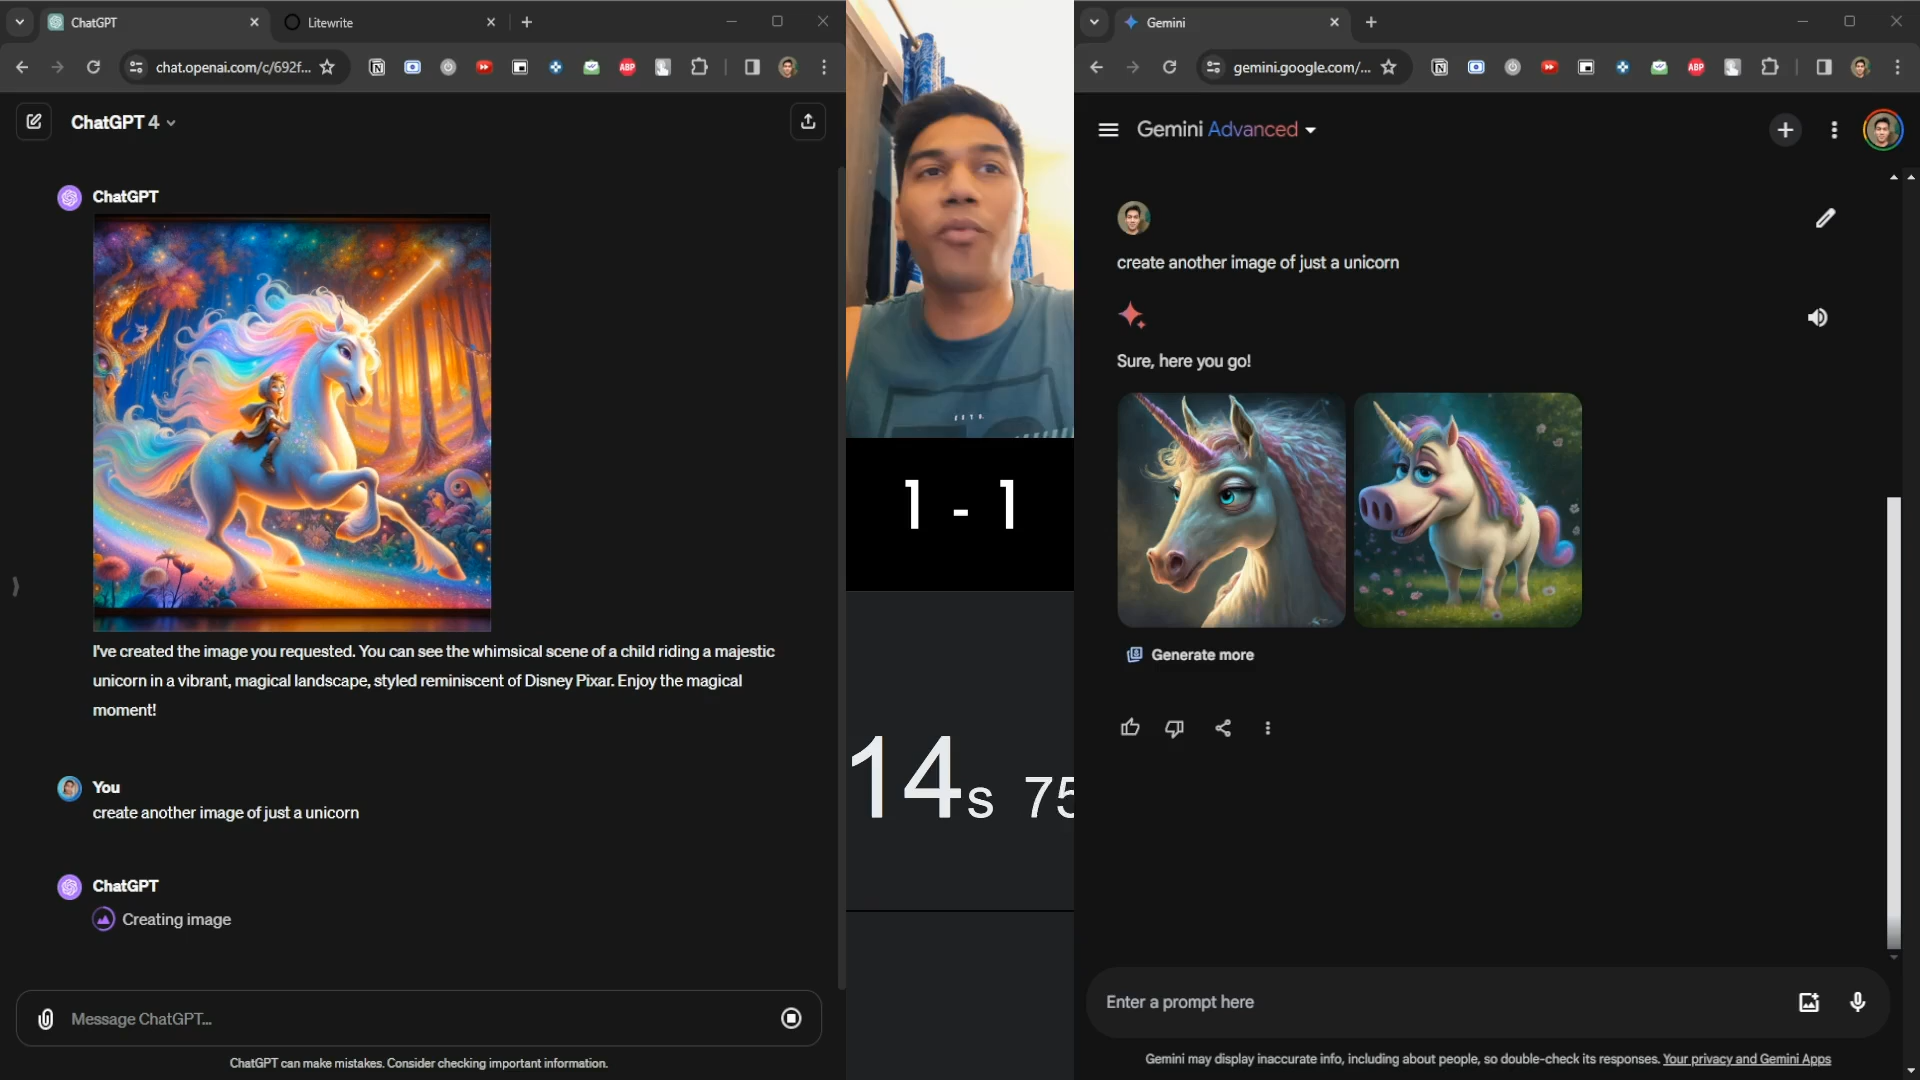 ChatGPT
Litewrite
chat.openai.com/c/692f...
ABP
ChatGPT 4
ChatGPT
I've created the image you requested. You can see the whimsical scene of a child riding a majestic
unicorn in a vibrant, magical landscape, styled reminiscent of Disney Pixar. Enjoy the magical
moment!
You
create another image of just a unicorn
ChatGPT
Creating image
Message ChatGPT...
ChatGPT can make mistakes. Consider checking important information.
1 - 1
14s 75
Gemini
gemini.google.com/...
ABP
Gemini Advanced
create another image of just a unicorn
Sure, here you go!
Generate more
Enter a prompt here
Gemini may display inaccurate info, including about people, so double-check its responses. Your privacy and Gemini Apps